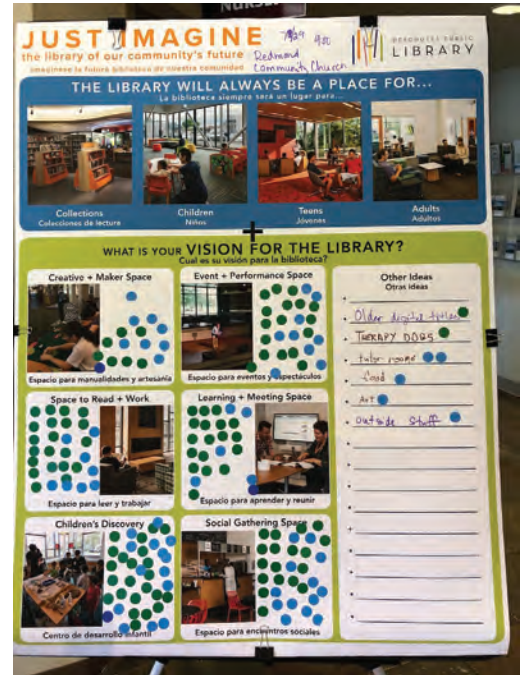 JUST IMAGINE
the library of our community's future
imagínese la futura biblioteca de nuestra comunidad
7/29 4:00
Redmond
Community Church
DESCHUTES PUBLIC
LIBRARY
THE LIBRARY WILL ALWAYS BE A PLACE FOR...
La biblioteca siempre será un lugar para...
Collections
Colecciones de lectura
Children
Niños
Teens
Jóvenes
Adults
Adultos
+
WHAT IS YOUR VISION FOR THE LIBRARY?
Cual es su visión para la biblioteca?
Creative + Maker Space
Espacio para manualidades y artesanía
Event + Performance Space
Espacio para eventos y espectáculos
Space to Read + Work
Espacio para leer y trabajar
Learning + Meeting Space
Espacio para aprender y reunir
Children's Discovery
Centro de desarrollo infantil
Social Gathering Space
Espacio para encuentros sociales
Other Ideas
Otras ideas
Older digital titles
THERAPY DOGS
tutor rooms
food
Art
outside stuff